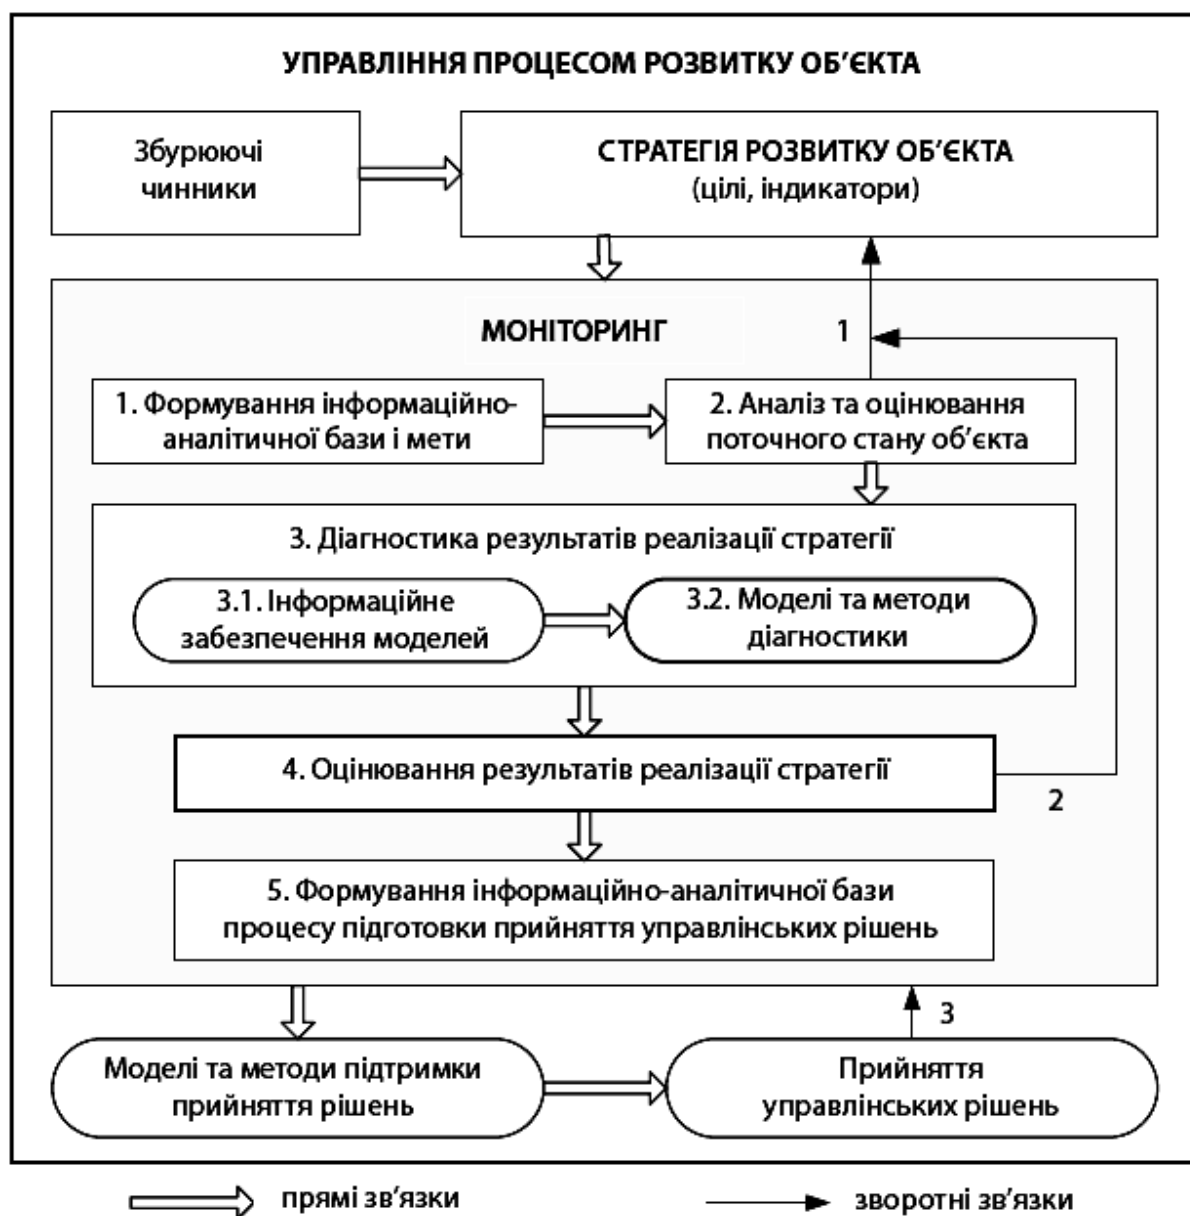 УПРАВЛІННЯ ПРОЦЕСОМ РОЗВИТКУ ОБ’ЄКТА
Збурюючі
чинники
СТРАТЕГІЯ РОЗВИТКУ ОБ’ЄКТА
(цілі, індикатори)
МОНІТОРИНГ
1
1. Формування інформаційно-
аналітичної бази і мети
2. Аналіз та оцінювання
поточного стану об’єкта
3. Діагностика результатів реалізації стратегії
3.1. Інформаційне
забезпечення моделей
3.2. Моделі та методи
діагностики
4. Оцінювання результатів реалізації стратегії
2
5. Формування інформаційно-аналітичної бази
процесу підготовки прийняття управлінських рішень
3
Моделі та методи підтримки
прийняття рішень
Прийняття
управлінських рішень
прямі зв’язки
зворотні зв’язки